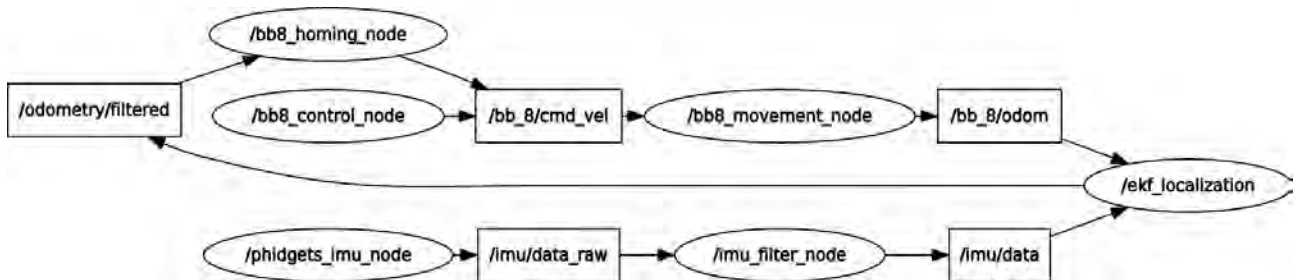 /bb8_homing_node
/odometry/filtered
/bb8_control_node
/bb_8/cmd_vel
/bb8_movement_node
/bb_8/odom
/ekf_localization
/phidgets_imu_node
/imu/data_raw
/imu_filter_node
/imu/data